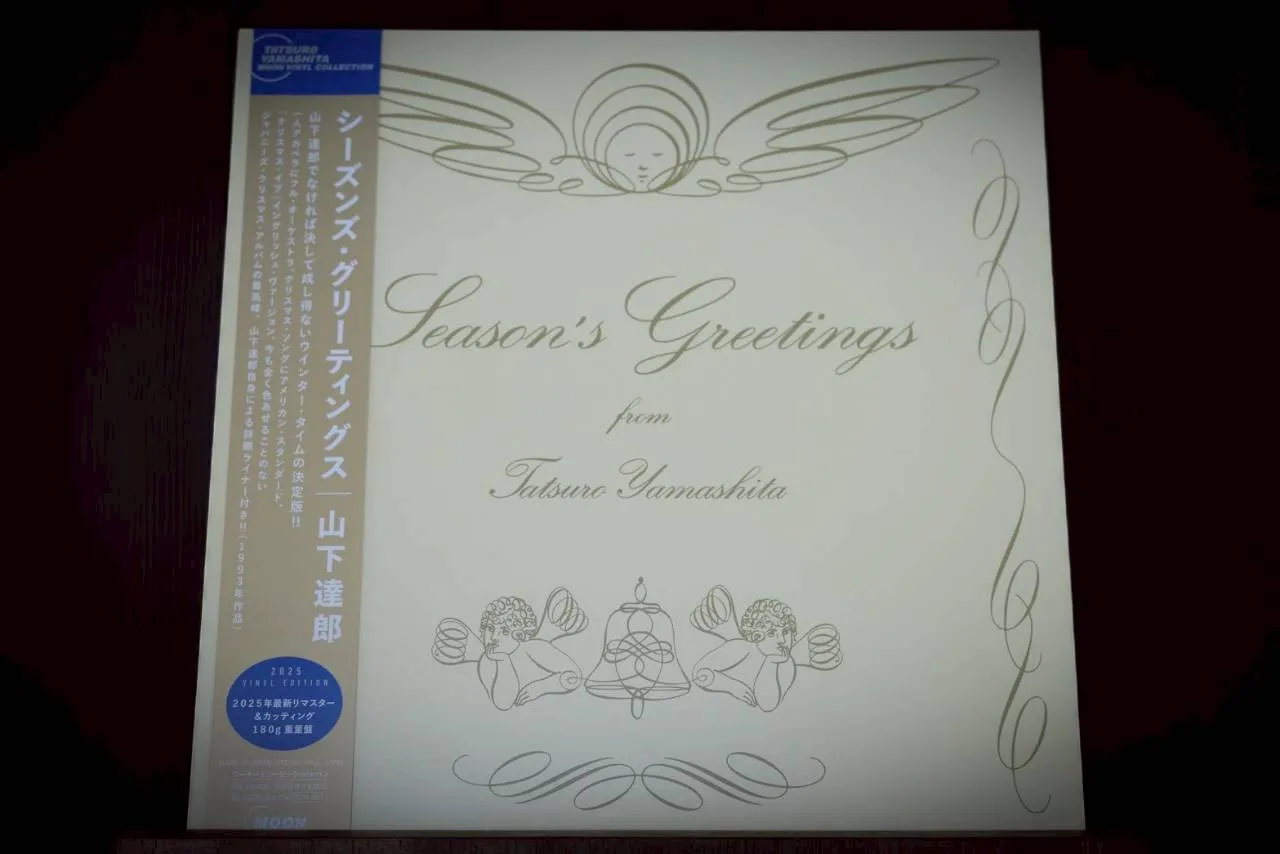 TATSURO
YAMASHITA
MOON VINYL COLLECTION
シーズンズ・グリーティングス｜山下達郎
山下達郎でなければ決して成し得ないウインター・タイムの決定版!!
一人アカペラにフル・オーケストラ、クリスマス・ソングにアメリカン・スタンダード、
「クリスマス・イブ」イングリッシュ・ヴァージョン、今も全く色あせることのない
ジャパニーズ・クリスマス・アルバムの最高峰。山下達郎自身による詳細ライナー付き!!（1993年作品）
2025
VINYL EDITION
2025年最新リマスター
&カッティング
180g 重量盤
MOON
Season's Greetings
from
Tatsuro Yamashita